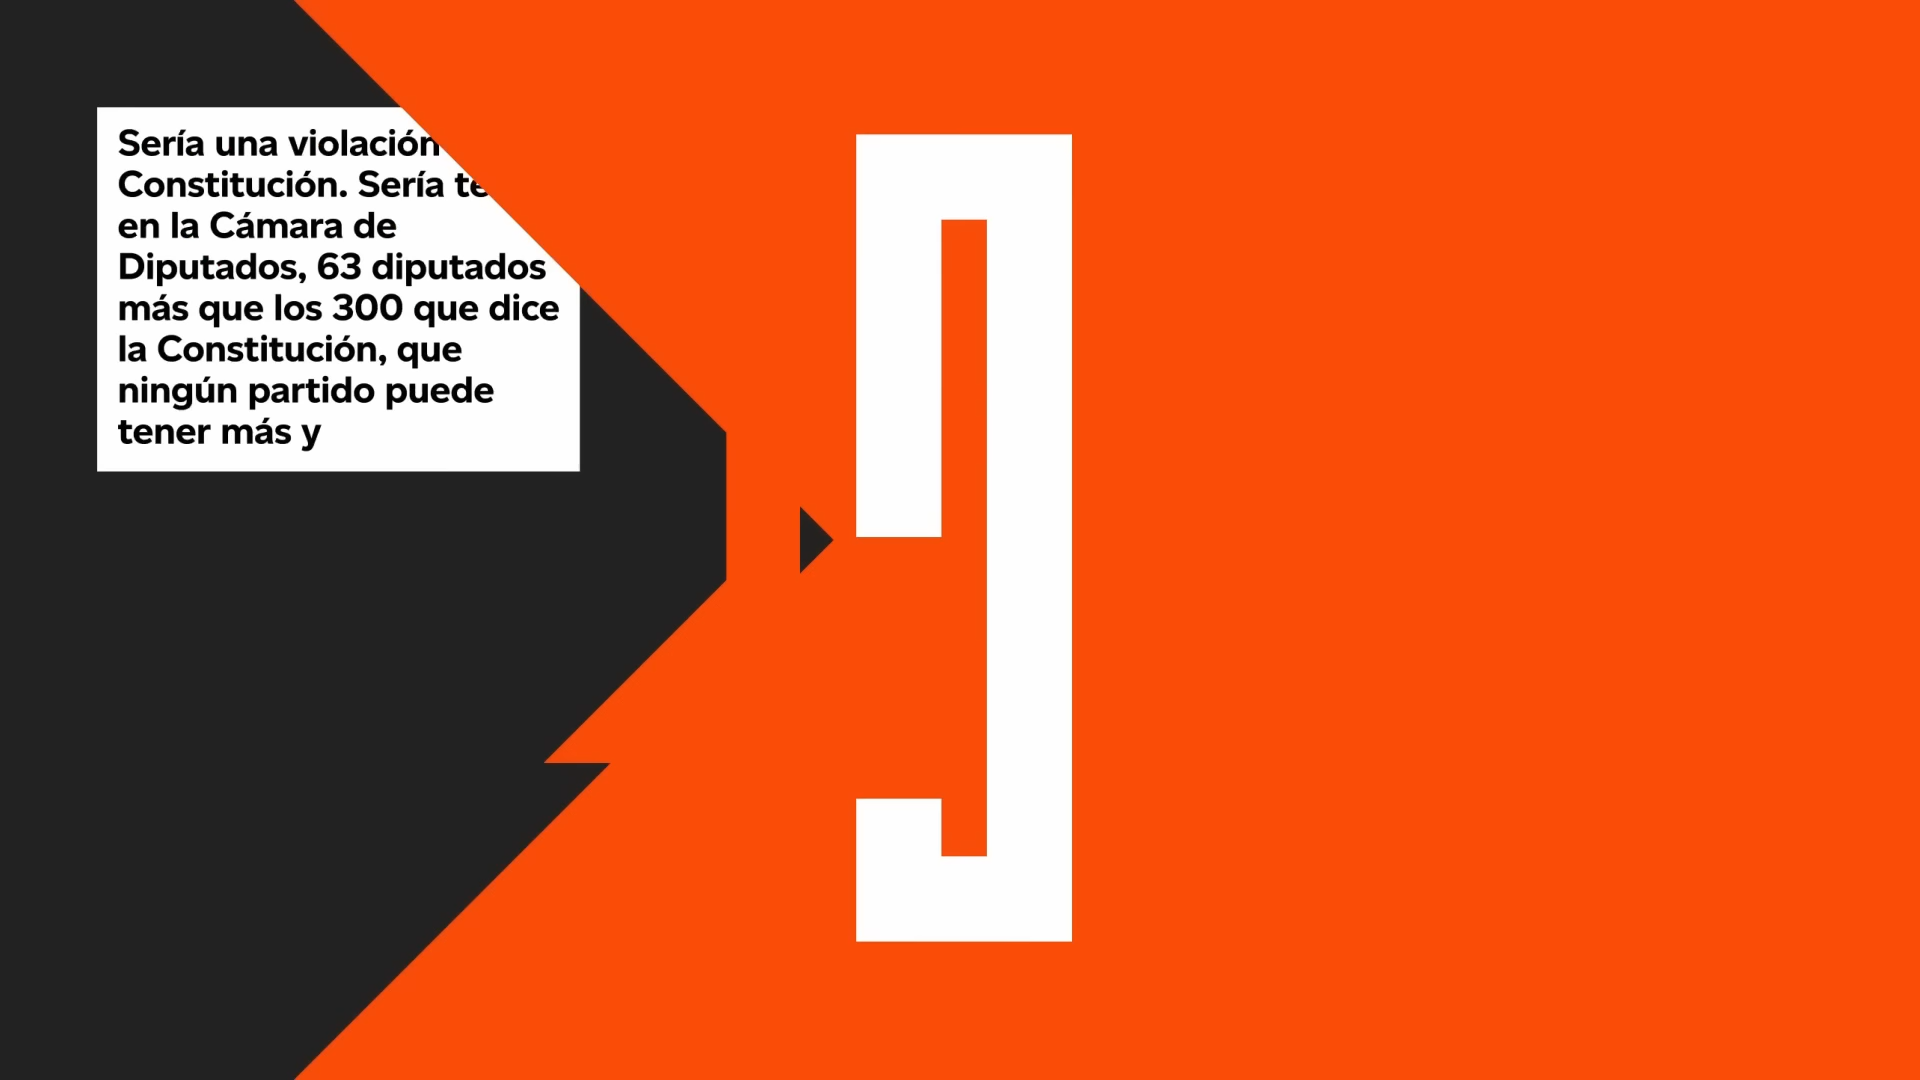 Sería una violación
Constitución. Sería
en la Cámara de
Diputados, 63 diputados
más que los 300 que dice
la Constitución, que
ningún partido puede
tener más y